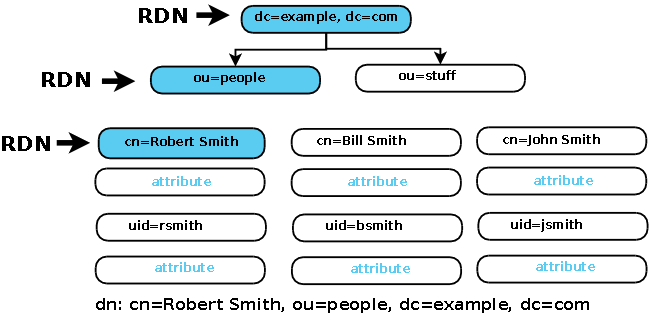 RDN dc=example, dc=com
RDN ou=people ou=stuff
RDN cn=Robert Smith cn=Bill Smith cn=John Smith
attribute attribute attribute
uid=rsmith uid=bsmith uid=jsmith
attribute attribute attribute
dn: cn=Robert Smith, ou=people, dc=example, dc=com